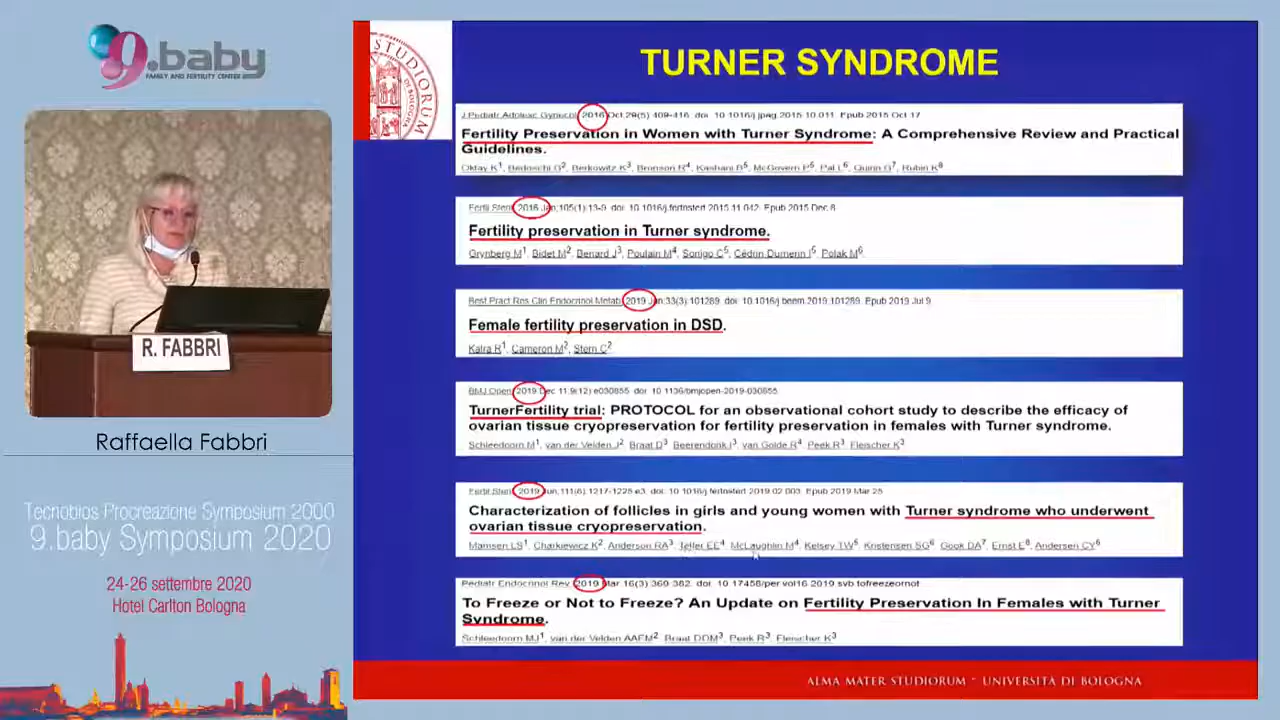 9.baby
FAMILY AND FERTILITY CENTER
R. FABBRI
Raffaella Fabbri
Tecnobios Procreazione Symposium 2000
9.baby Symposium 2020
24-26 settembre 2020
Hotel Carlton Bologna
STUDIORUM
TURNER SYNDROME
J Pediatr Adolesc Gynecol 2016 Oct;29(5) 409-416. doi: 10.1016/j.jpag.2015.10.011. Epub 2015 Oct 17
Fertility Preservation in Women with Turner Syndrome: A Comprehensive Review and Practical
Guidelines.
Oktay K1, Bedoschi G2, Berkowitz K3, Bronson R4, Kashani B5, McGovern P5, Pal L6, Quinn G7, Rubin K8
Fertil Steril 2016 Jan;105(1):13-9. doi: 10.1016/j.fertnstert.2015.11.042. Epub 2015 Dec 8
Fertility preservation in Turner syndrome.
Grynberg M1, Bidet M2, Benard J3, Poulain M4, Sonigo C5, Cédrin-Durnerin I5, Polak M6
Best Pract Res Clin Endocrinol Metab 2019 Jun;33(3):101289. doi: 10.1016/j.beem.2019.101289. Epub 2019 Jul 9
Female fertility preservation in DSD.
Kalra R1, Cameron M2, Stern C2
BMJ Open 2019 Dec 11;9(12) e030855. doi: 10.1136/bmjopen-2019-030855.
TurnerFertility trial: PROTOCOL for an observational cohort study to describe the efficacy of
ovarian tissue cryopreservation for fertility preservation in females with Turner syndrome.
Schleedoorn M1, van der Velden J2, Braat D3, Beerendonk I3, van Golde R4, Peek R3, Fleischer K3
Fertil Steril 2019 Jun;111(6):1217-1225.e3. doi: 10.1016/j.fertnstert.2019.02.003. Epub 2019 Mar 25
Characterization of follicles in girls and young women with Turner syndrome who underwent
ovarian tissue cryopreservation.
Mamsen LS1, Charkiewicz K2, Anderson RA3, Telfer EE4, McLaughlin M4, Kelsey TW5, Kristensen SG6, Gook DA7, Ernst E8, Andersen CY6
Pediatr Endocrinol Rev 2019 Mar 16(3) 369-382. doi: 10.17458/per.vol16.2019.svb.tofreezeornot
To Freeze or Not to Freeze? An Update on Fertility Preservation In Females with Turner
Syndrome.
Schleedoorn MJ1, van der Velden AAEM2, Braat DDM3, Peek R3, Fleischer K3
ALMA MATER STUDIORUM - UNIVERSITÀ DI BOLOGNA